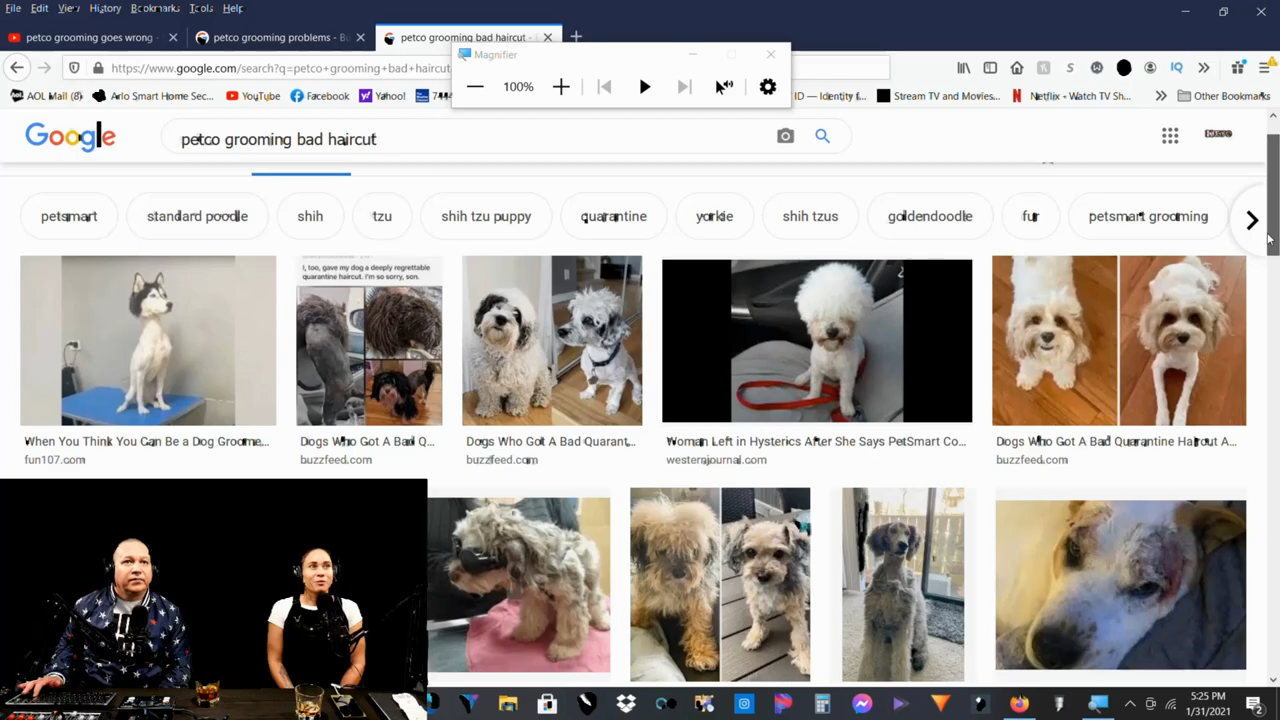 File Edit View History Bookmarks Tools Help
petco grooming goes wrong -
petco grooming problems - B
petco grooming bad haircut -
Magnifier
https://www.google.com/search?q=petco+grooming+bad+haircut
100%
AOL Mail (8)
Arlo Smart Home Sec...
YouTube
Facebook
Yahoo!
ID — Identity f...
Stream TV and Movies...
Netflix - Watch TV Sh...
Other Bookmarks
Google
petco grooming bad haircut
petsmart
standard poodle
shih
tzu
shih tzu puppy
quarantine
yorkie
shih tzus
goldendoodle
fur
petsmart grooming
I, too, gave my dog a deeply regrettable
quarantine haircut. I'm so sorry, son.
When You Think You Can Be a Dog Groome...
fun107.com
Dogs Who Got A Bad Q...
buzzfeed.com
Dogs Who Got A Bad Quarant...
buzzfeed.com
Woman Left in Hysterics After She Says PetSmart Co...
westernjournal.com
Dogs Who Got A Bad Quarantine Haircut A...
buzzfeed.com
5:25 PM
1/31/2021